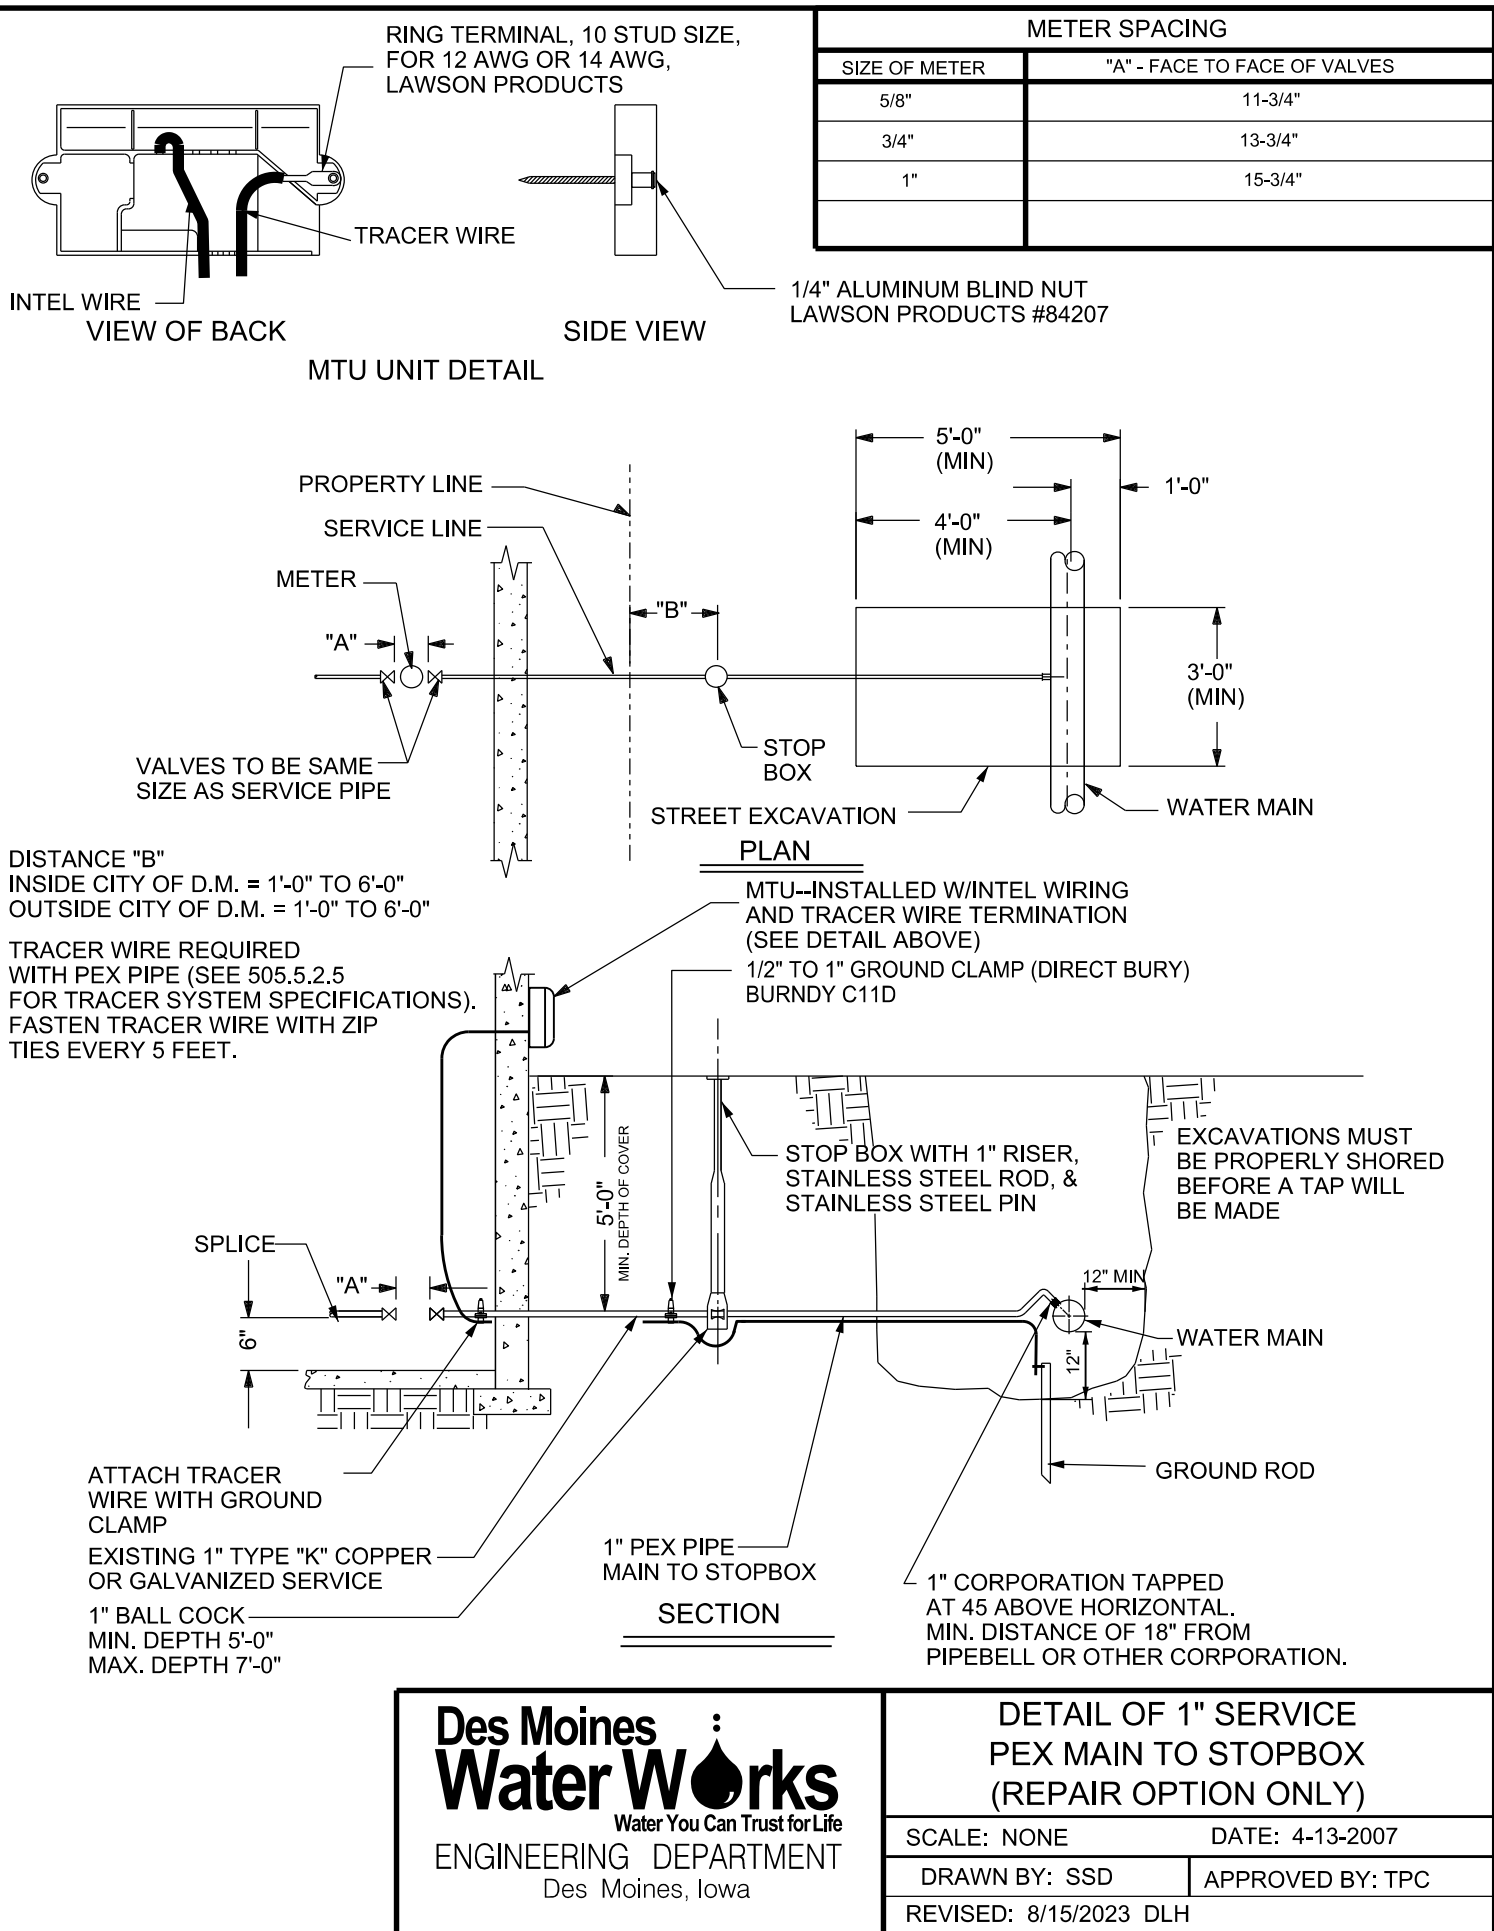 RING TERMINAL, 10 STUD SIZE,
FOR 12 AWG OR 14 AWG,
LAWSON PRODUCTS
TRACER WIRE
INTEL WIRE
VIEW OF BACK
SIDE VIEW
1/4" ALUMINUM BLIND NUT
LAWSON PRODUCTS #84207
MTU UNIT DETAIL
METER SPACING
SIZE OF METER
"A" - FACE TO FACE OF VALVES
5/8"
11-3/4"
3/4"
13-3/4"
1"
15-3/4"
5'-0"
(MIN)
1'-0"
4'-0"
(MIN)
PROPERTY LINE
SERVICE LINE
METER
"A"
"B"
3'-0"
(MIN)
VALVES TO BE SAME
SIZE AS SERVICE PIPE
STOP
BOX
STREET EXCAVATION
WATER MAIN
PLAN
DISTANCE "B"
INSIDE CITY OF D.M. = 1'-0" TO 6'-0"
OUTSIDE CITY OF D.M. = 1'-0" TO 6'-0"
TRACER WIRE REQUIRED
WITH PEX PIPE (SEE 505.5.2.5
FOR TRACER SYSTEM SPECIFICATIONS).
FASTEN TRACER WIRE WITH ZIP
TIES EVERY 5 FEET.
MTU--INSTALLED W/INTEL WIRING
AND TRACER WIRE TERMINATION
(SEE DETAIL ABOVE)
1/2" TO 1" GROUND CLAMP (DIRECT BURY)
BURNDY C11D
5'-0"
MIN. DEPTH OF COVER
STOP BOX WITH 1" RISER,
STAINLESS STEEL ROD, &
STAINLESS STEEL PIN
EXCAVATIONS MUST
BE PROPERLY SHORED
BEFORE A TAP WILL
BE MADE
SPLICE
"A"
6"
12" MIN
12"
WATER MAIN
GROUND ROD
ATTACH TRACER
WIRE WITH GROUND
CLAMP
EXISTING 1" TYPE "K" COPPER
OR GALVANIZED SERVICE
1" BALL COCK
MIN. DEPTH 5'-0"
MAX. DEPTH 7'-0"
1" PEX PIPE
MAIN TO STOPBOX
1" CORPORATION TAPPED
AT 45 ABOVE HORIZONTAL.
MIN. DISTANCE OF 18" FROM
PIPEBELL OR OTHER CORPORATION.
SECTION
Des Moines
Water Works
Water You Can Trust for Life
ENGINEERING DEPARTMENT
Des Moines, Iowa
DETAIL OF 1" SERVICE
PEX MAIN TO STOPBOX
(REPAIR OPTION ONLY)
SCALE: NONE
DATE: 4-13-2007
DRAWN BY: SSD
APPROVED BY: TPC
REVISED: 8/15/2023 DLH